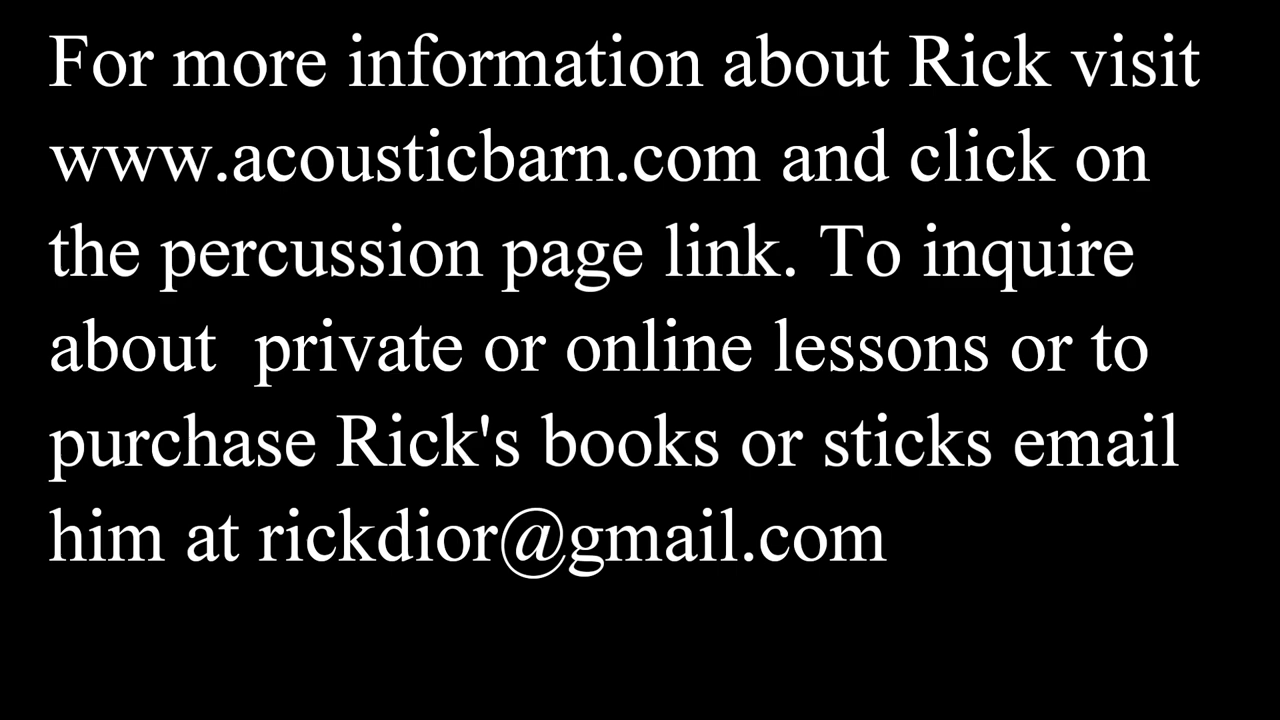 For more information about Rick visit
www.acousticbarn.com and click on
the percussion page link. To inquire
about  private or online lessons or to
purchase Rick's books or sticks email
him at rickdior@gmail.com